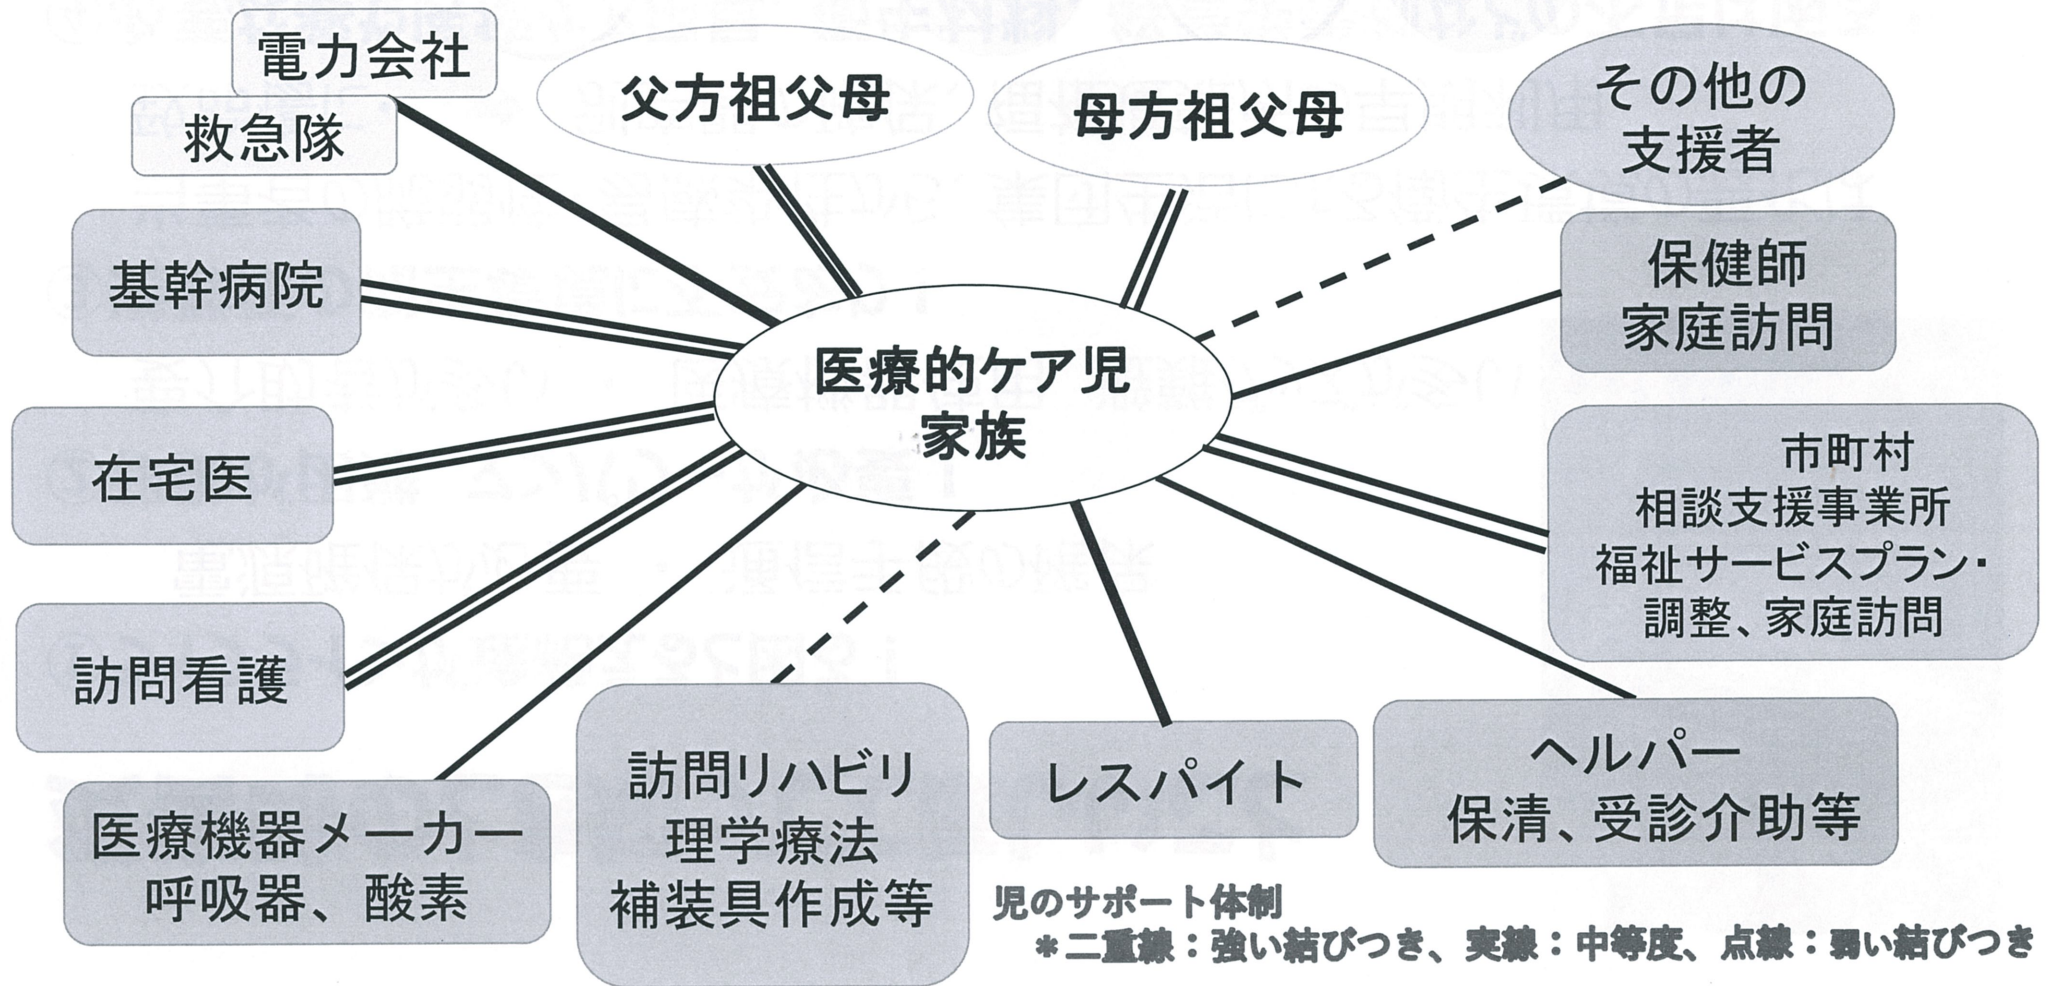 電力会社
救急隊
父方祖父母
母方祖父母
その他の
支援者
基幹病院
保健師
家庭訪問
医療的ケア児
家族
在宅医
市町村
相談支援事業所
福祉サービスプラン・
調整、家庭訪問
訪問看護
医療機器メーカー
呼吸器、酸素
訪問リハビリ
理学療法
補装具作成等
レスパイト
ヘルパー
保清、受診介助等
児のサポート体制
*二重線：強い結びつき、実線：中等度、点線：弱い結びつき